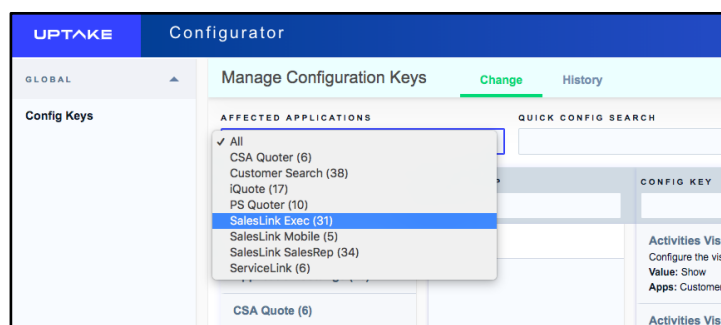 UPTAKE Configurator
GLOBAL
Config Keys
Manage Configuration Keys Change History
AFFECTED APPLICATIONS QUICK CONFIG SEARCH
✓ All
CSA Quoter (6)
Customer Search (38)
iQuote (17)
PS Quoter (10)
SalesLink Exec (31)
SalesLink Mobile (5)
SalesLink SalesRep (34)
ServiceLink (6)
CSA Quote (6)
CONFIG KEY
Activities Vis
Configure the vis
Value: Show
Apps: Customer
Activities Vis